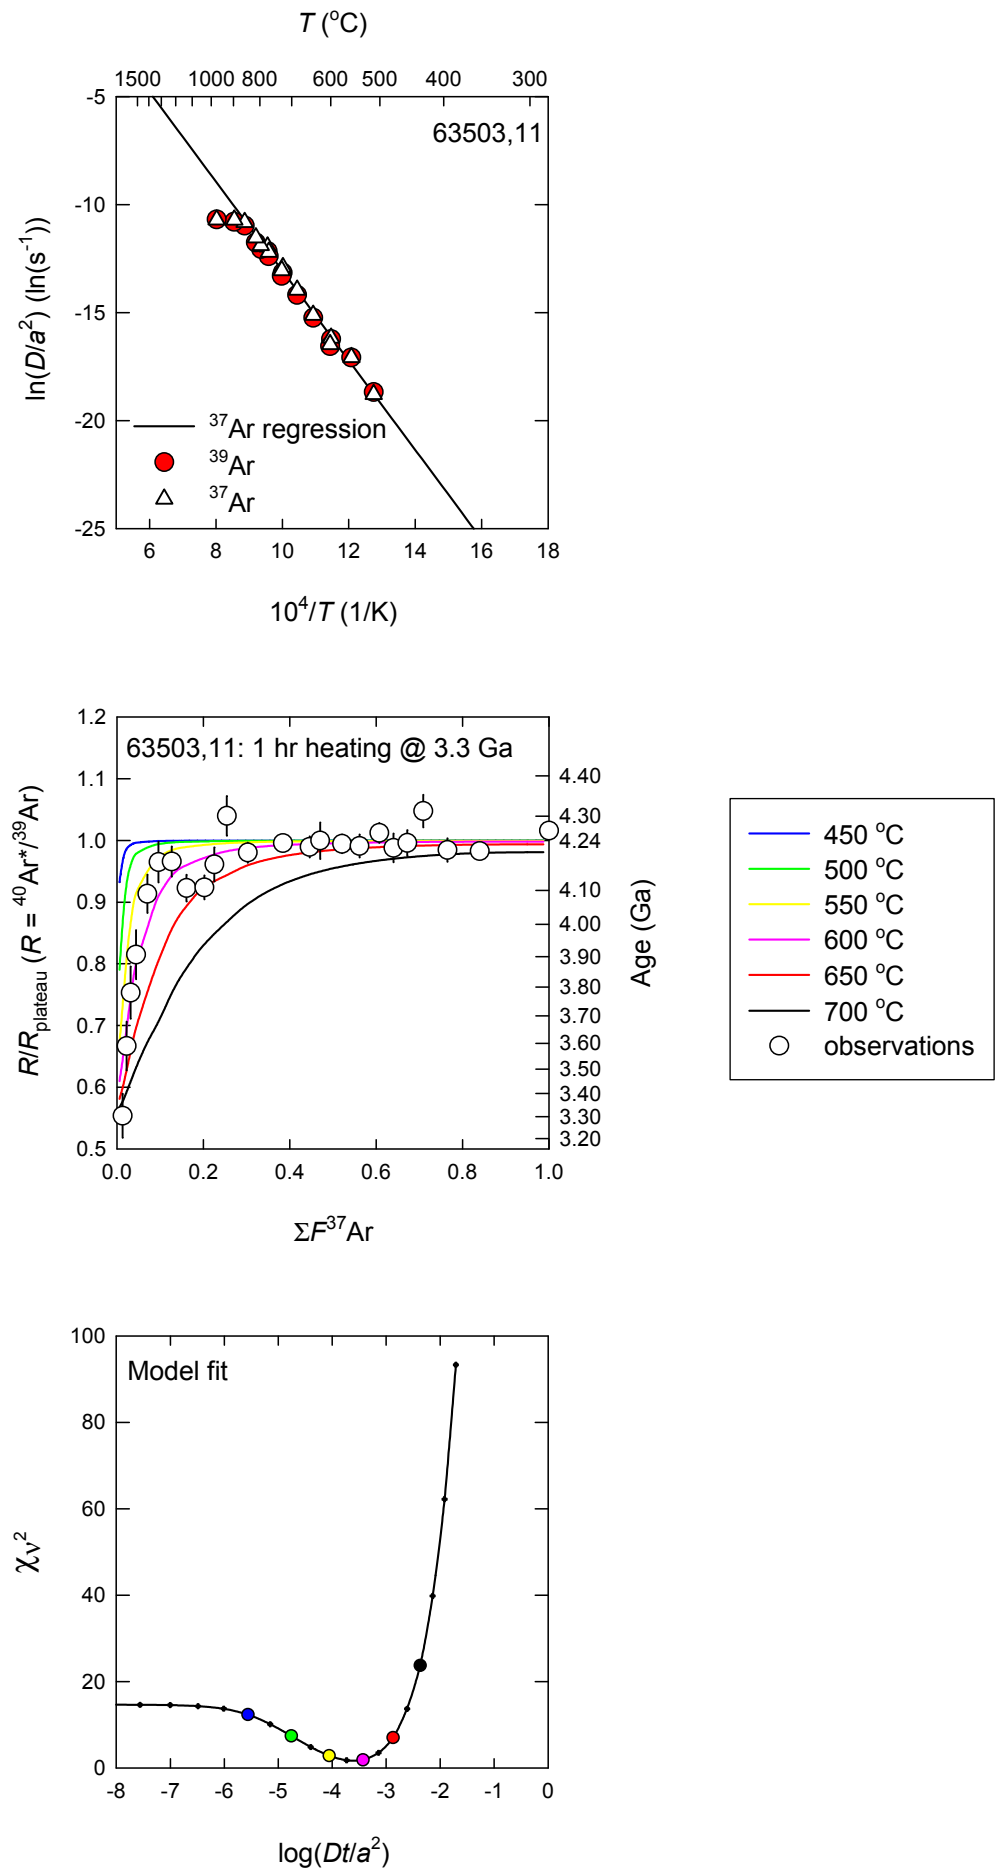 T (°C)
1500 1000 800 600 500 400 300
63503,11
-5
-10
-15
-20
-25
ln(D/a²) (ln(s⁻¹))
³⁷Ar regression
³⁹Ar
³⁷Ar
6 8 10 12 14 16 18
10⁴/T (1/K)
63503,11: 1 hr heating @ 3.3 Ga
1.2
1.1
1.0
0.9
0.8
0.7
0.6
0.5
R/Rplateau (R = ⁴⁰Ar*/³⁹Ar)
4.40
4.30
4.24
4.10
4.00
3.90
3.80
3.70
3.60
3.50
3.40
3.30
3.20
Age (Ga)
0.0 0.2 0.4 0.6 0.8 1.0
ΣF³⁷Ar
450 °C
500 °C
550 °C
600 °C
650 °C
700 °C
observations
Model fit
100
80
60
40
20
0
χν²
-8 -7 -6 -5 -4 -3 -2 -1 0
log(Dt/a²)